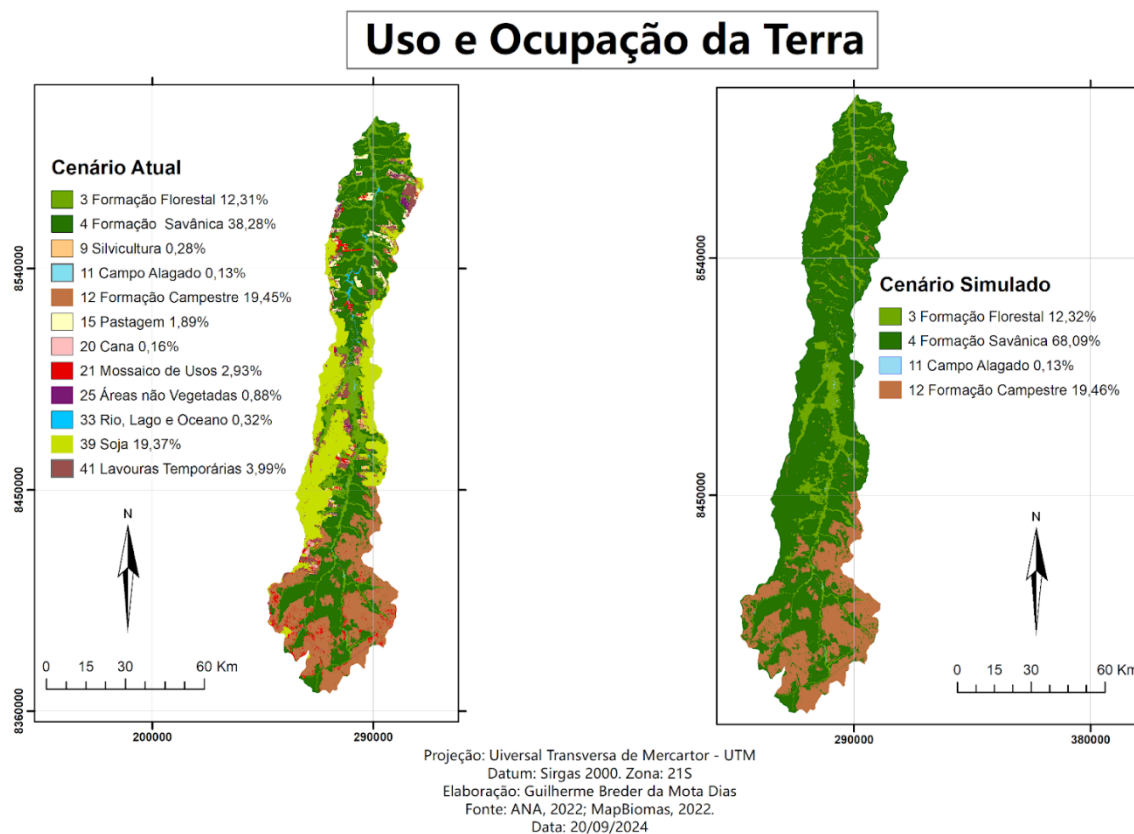 Uso e Ocupação da Terra
Cenário Atual
3 Formação Florestal 12,31%
4 Formação Savânica 38,28%
9 Silvicultura 0,28%
11 Campo Alagado 0,13%
12 Formação Campestre 19,45%
15 Pastagem 1,89%
20 Cana 0,16%
21 Mossaico de Usos 2,93%
25 Áreas não Vegetadas 0,88%
33 Rio, Lago e Oceano 0,32%
39 Soja 19,37%
41 Lavouras Temporárias 3,99%
8540000
8450000
8360000
N
0 15 30 60 Km
200000 290000
Cenário Simulado
3 Formação Florestal 12,32%
4 Formação Savânica 68,09%
11 Campo Alagado 0,13%
12 Formação Campestre 19,46%
8540000
8450000
N
0 15 30 60 Km
290000 380000
Projeção: Uiversal Transversa de Mercartor - UTM
Datum: Sirgas 2000. Zona: 21S
Elaboração: Guilherme Breder da Mota Dias
Fonte: ANA, 2022; MapBiomas, 2022.
Data: 20/09/2024